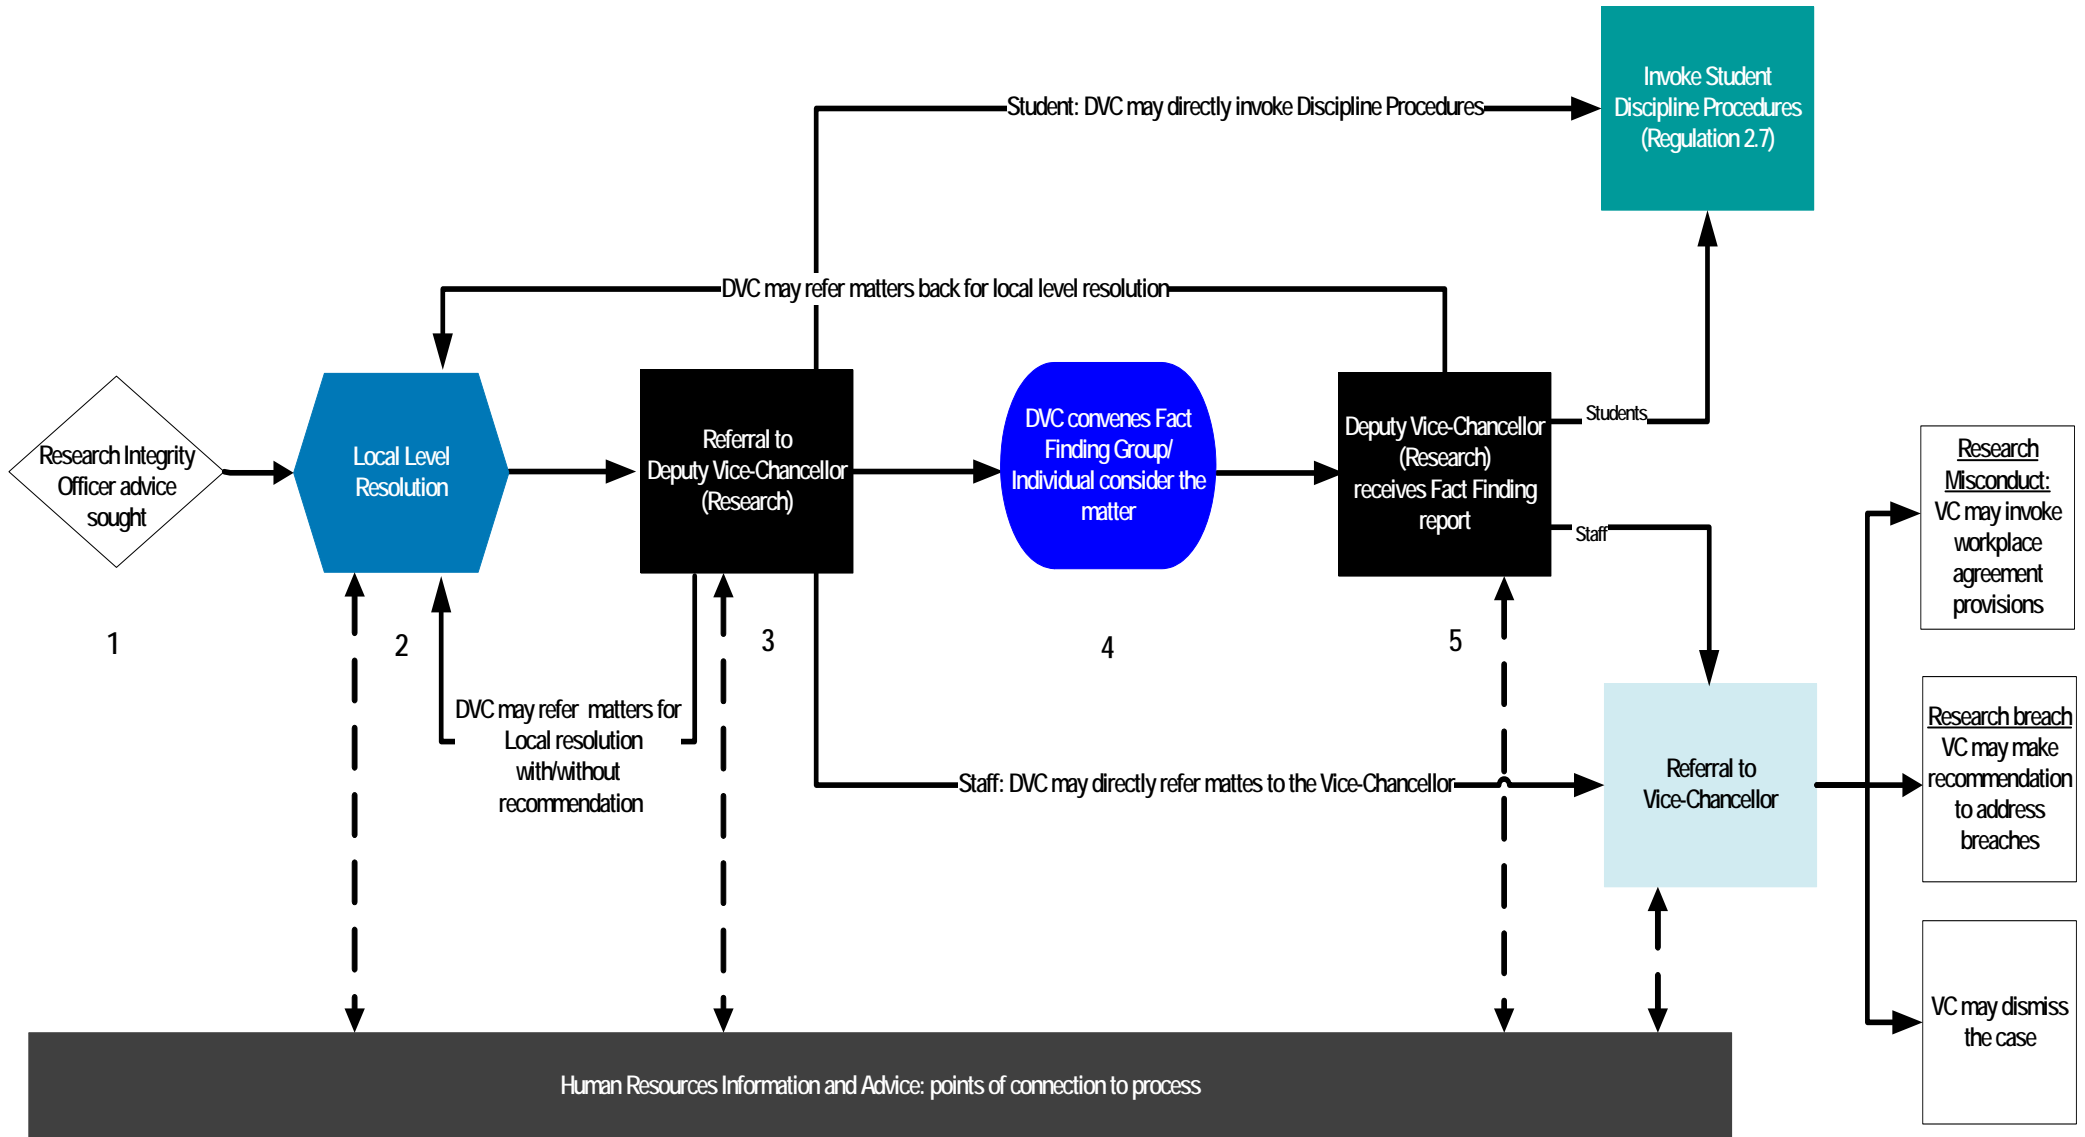 Invoke Student
Discipline Procedures
(Regulation 2.7)
Student: DVC may directly invoke Discipline Procedures
DVC may refer matters back for local level resolution
Research Integrity
Officer advice
sought
Local Level
Resolution
Referral to
Deputy Vice-Chancellor
(Research)
DVC convenes Fact
Finding Group/
Individual consider the
matter
Deputy Vice-Chancellor
(Research)
receives Fact Finding
report
Students
Staff
Research
Misconduct:
VC may invoke
workplace
agreement
provisions
1
2
3
4
5
DVC may refer matters for
Local resolution
with/without
recommendation
Staff: DVC may directly refer mattes to the Vice-Chancellor
Referral to
Vice-Chancellor
Research breach
VC may make
recommendation
to address
breaches
VC may dismiss
the case
Human Resources Information and Advice: points of connection to process